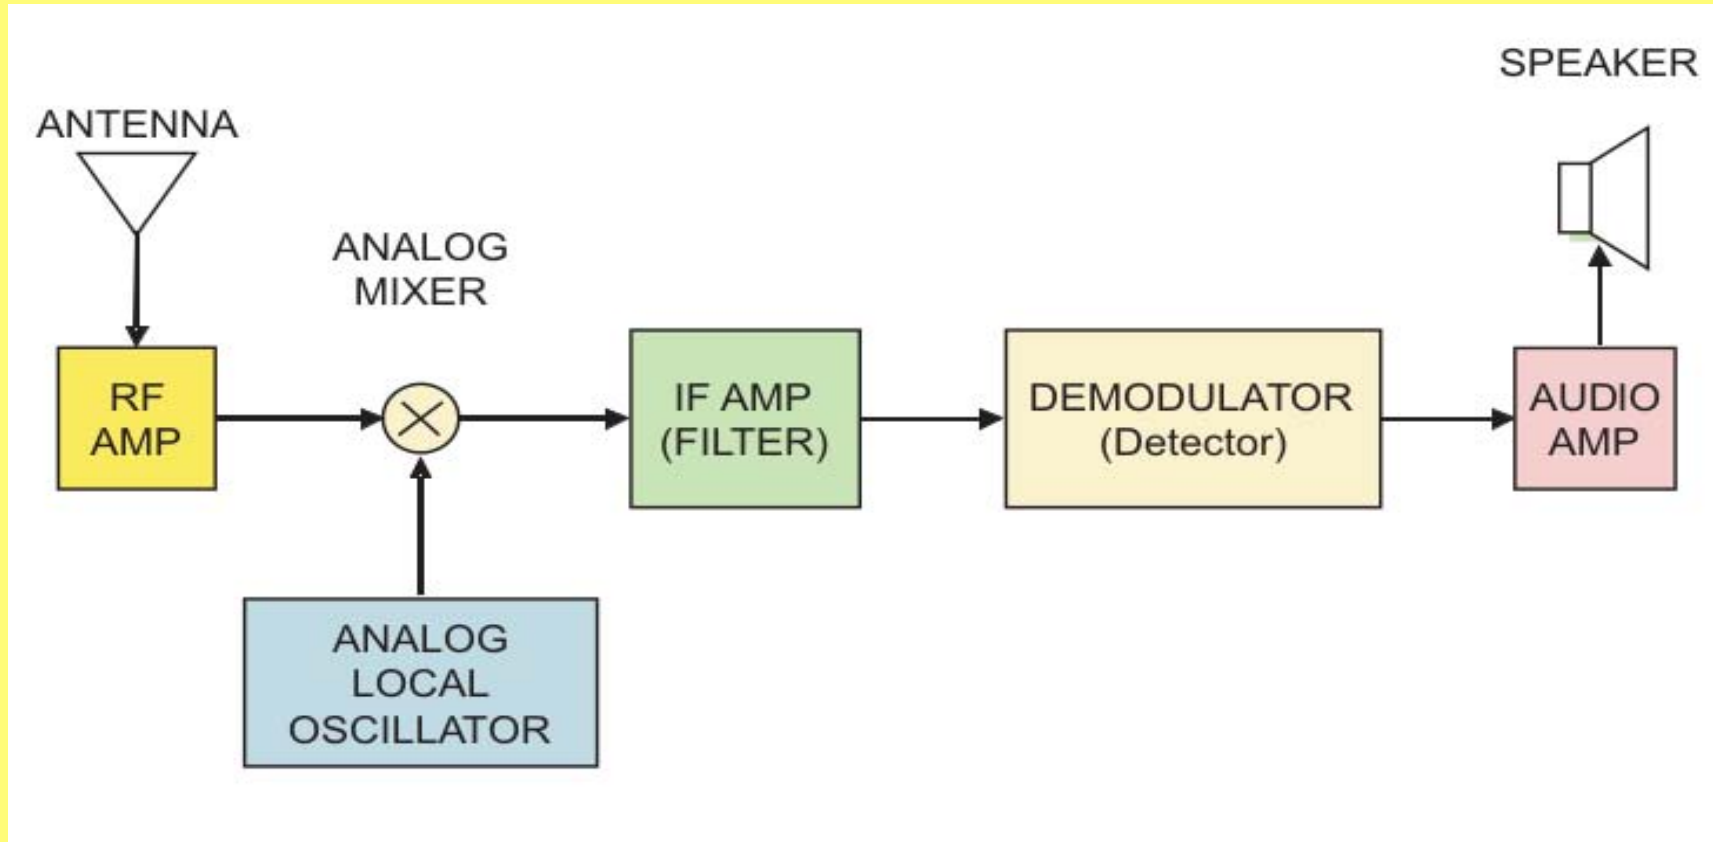 SPEAKER
ANTENNA
ANALOG
MIXER
RF
AMP
IF AMP
(FILTER)
DEMODULATOR
(Detector)
AUDIO
AMP
ANALOG
LOCAL
OSCILLATOR